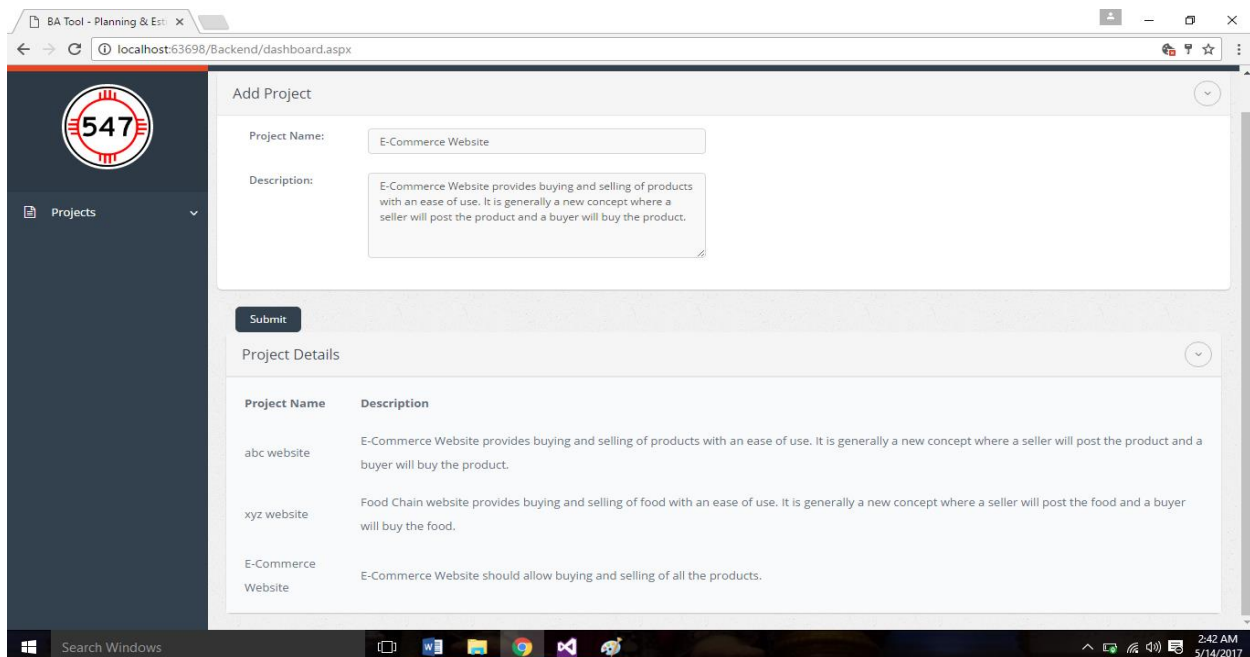 BA Tool - Planning & Esti
localhost:63698/Backend/dashboard.aspx
547
Projects
Add Project
Project Name:
E-Commerce Website
Description:
E-Commerce Website provides buying and selling of products
with an ease of use. It is generally a new concept where a
seller will post the product and a buyer will buy the product.
Submit
Project Details
Project Name Description
abc website
E-Commerce Website provides buying and selling of products with an ease of use. It is generally a new concept where a seller will post the product and a
buyer will buy the product.
xyz website
Food Chain website provides buying and selling of food with an ease of use. It is generally a new concept where a seller will post the food and a buyer
will buy the food.
E-Commerce
Website
E-Commerce Website should allow buying and selling of all the products.
Search Windows
2:42 AM
5/14/2017